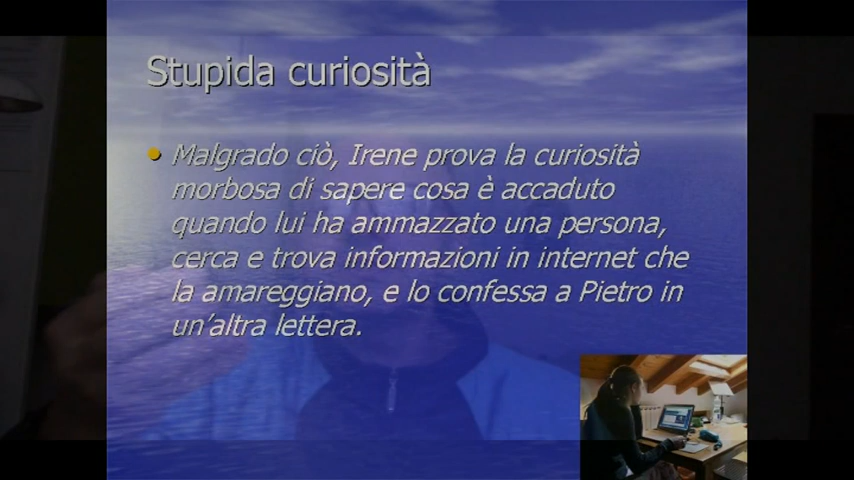 Stupida curiosità
Malgrado ciò, Irene prova la curiosità
morbosa di sapere cosa è accaduto
quando lui ha ammazzato una persona,
cerca e trova informazioni in internet che
la amareggiano, e lo confessa a Pietro in
un'altra lettera.